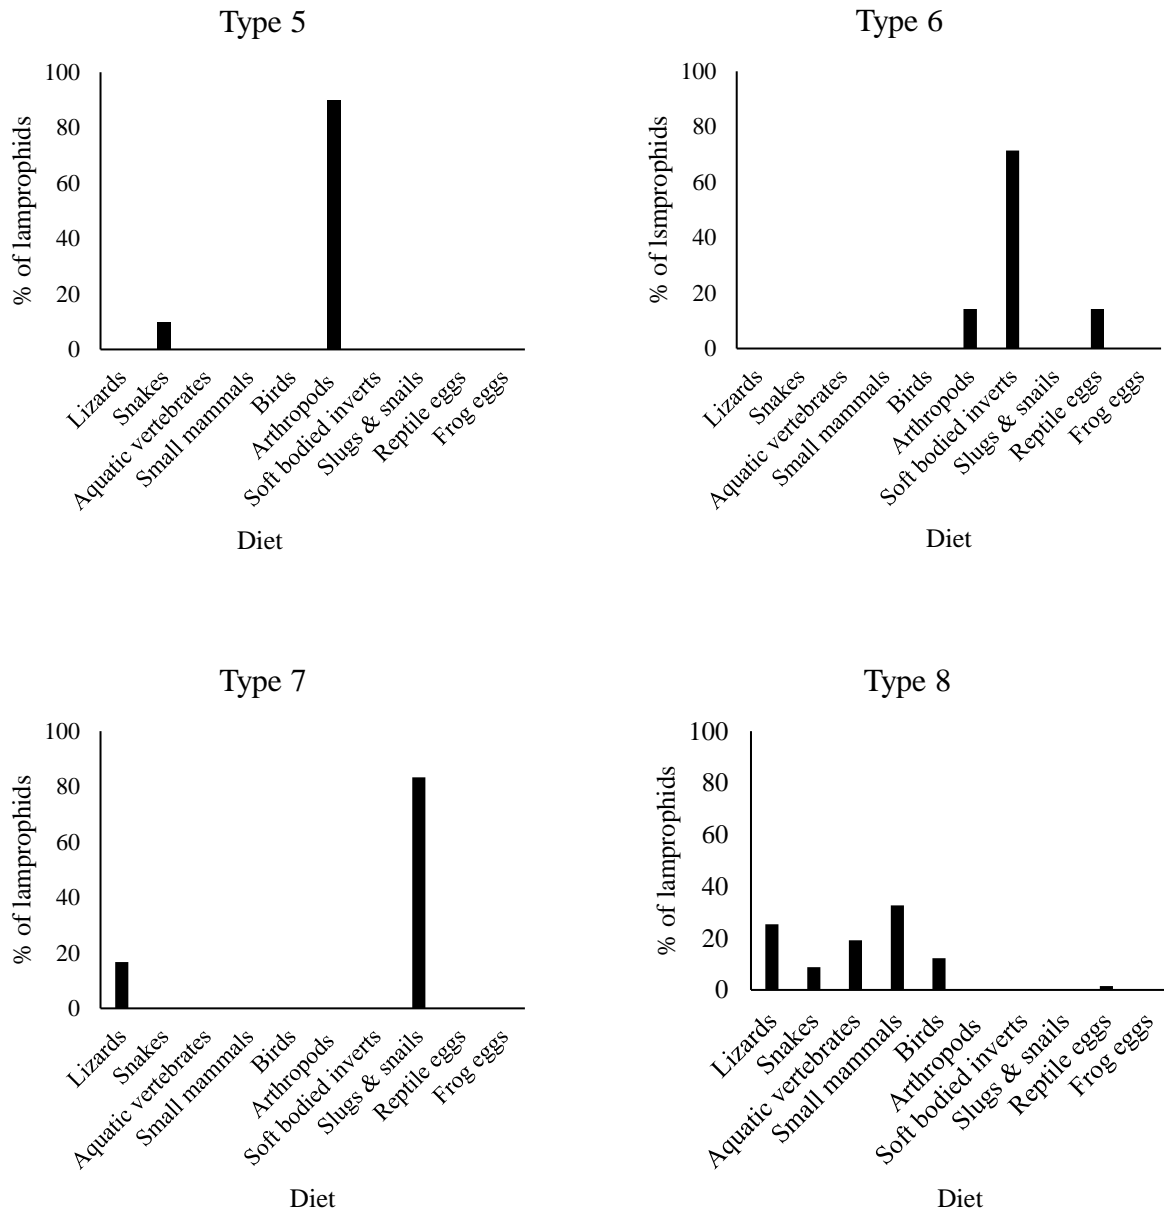 Type 5
% of lamprophids
100
80
60
40
20
0
Lizards
Snakes
Aquatic vertebrates
Small mammals
Birds
Arthropods
Soft bodied inverts
Slugs & snails
Reptile eggs
Frog eggs
Diet
Type 6
% of lsmprophids
100
80
60
40
20
0
Lizards
Snakes
Aquatic vertebrates
Small mammals
Birds
Arthropods
Soft bodied inverts
Slugs & snails
Reptile eggs
Frog eggs
Diet
Type 7
% of lamprophids
100
80
60
40
20
0
Lizards
Snakes
Aquatic vertebrates
Small mammals
Birds
Arthropods
Soft bodied inverts
Slugs & snails
Reptile eggs
Frog eggs
Diet
Type 8
% of lamprophids
100
80
60
40
20
0
Lizards
Snakes
Aquatic vertebrates
Small mammals
Birds
Arthropods
Soft bodied inverts
Slugs & snails
Reptile eggs
Frog eggs
Diet